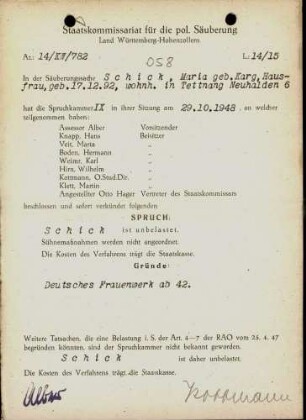 Staatskommissariat für die pol. Säuberung
Land Württemberg-Hohenzollern
Az: 14/KT/782
L: 14/15
058
In der Säuberungssache Schick, Maria geb. Karg, Haus-
frau, geb. 17.12.92, wohnh. in Tettnang Neuhalden 6
hat die Spruchkammer IX in ihrer Sitzung am 29.10.1948, an welcher
teilgenommen haben:
Assessor Alber Vorsitzender
Knapp, Hans Beisitzer
Veit, Maria "
Boden, Hermann "
Weiner, Karl "
Hirn, Wilhelm "
O.Stud.Dir. "
Klett, Martin "
Angestellter Otto Hager Vertreter des Staatskommissars
beschlossen und sofort verkündet folgenden
SPRUCH:
Schick ist unbelastet.
Sühnemaßnahmen werden nicht angeordnet.
Die Kosten des Verfahrens trägt die Staatskasse.
Gründe:
Deutsches Frauenwerk ab 42.
Weitere Tatsachen, die eine Belastung i. S. der Art. 4-7 der RAO vom 25. 4. 47
begründen könnten, sind der Spruchkammer nicht bekannt geworden.
Schick ist daher unbelastet.
Die Kosten des Verfahrens trägt die Staatskasse.
Alber